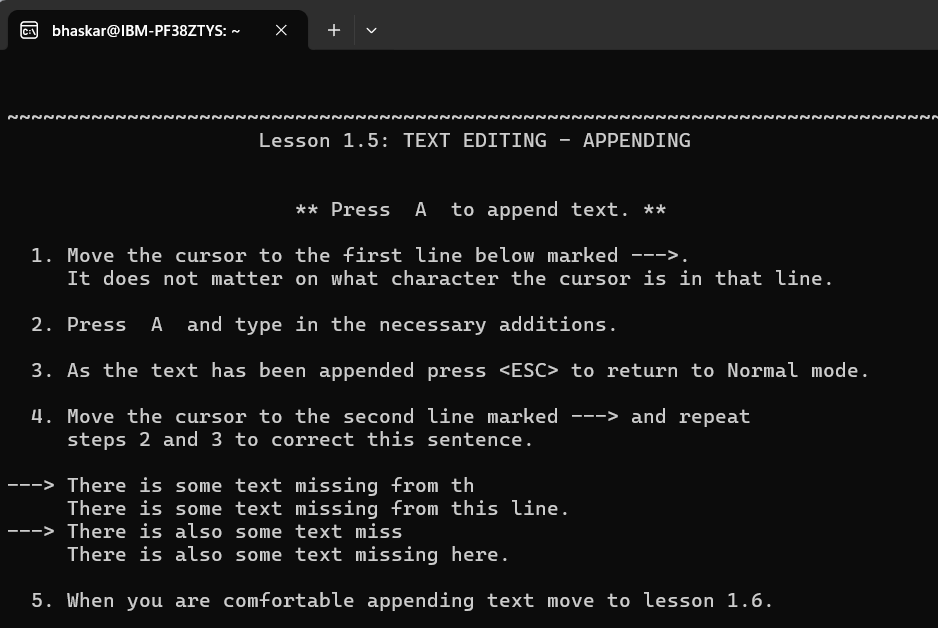 bhaskar@IBM-PF38ZTYS: ~
~~~~~~~~~~~~~~~~~~~~~~~~~~~~~~~~~~~~~~~~~~~~~~~~~~~~~~~~~~~~~~~~~~~~~~~~~~~~~~
Lesson 1.5: TEXT EDITING - APPENDING
** Press  A  to append text. **
1. Move the cursor to the first line below marked --->.
It does not matter on what character the cursor is in that line.
2. Press  A  and type in the necessary additions.
3. As the text has been appended press <ESC> to return to Normal mode.
4. Move the cursor to the second line marked ---> and repeat
steps 2 and 3 to correct this sentence.
---> There is some text missing from th
There is some text missing from this line.
---> There is also some text miss
There is also some text missing here.
5. When you are comfortable appending text move to lesson 1.6.